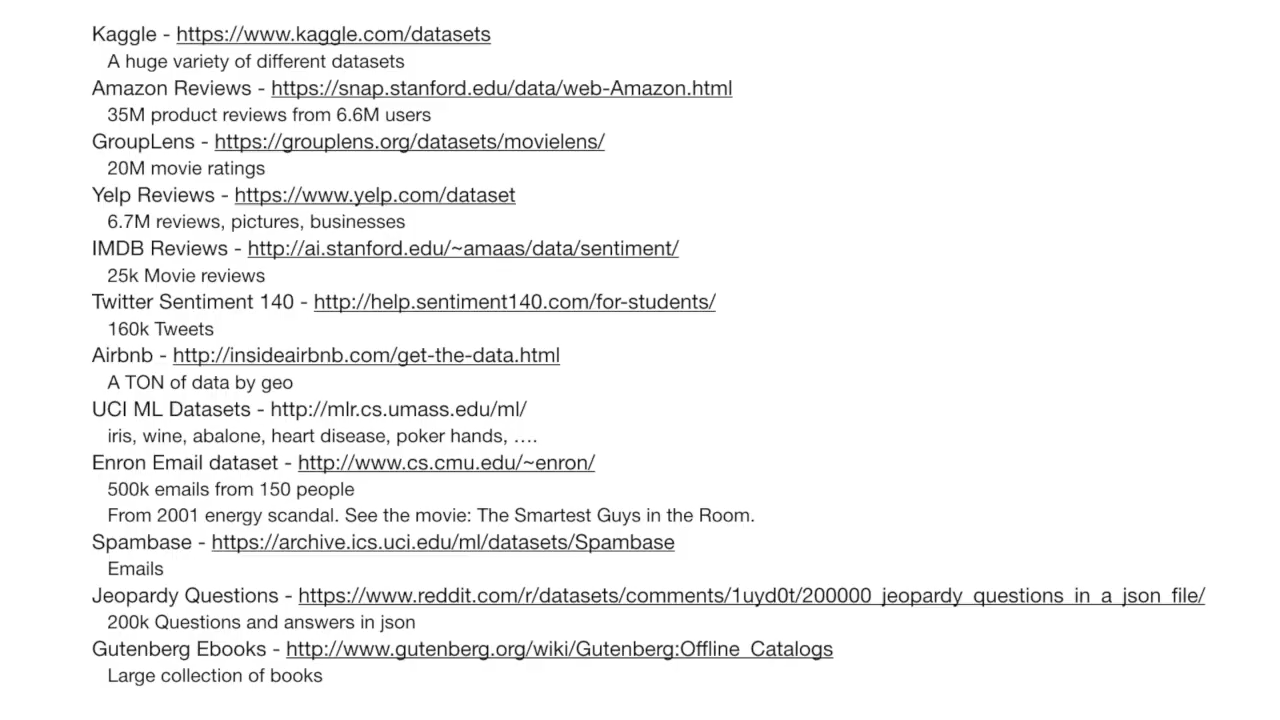 Kaggle - https://www.kaggle.com/datasets
A huge variety of different datasets
Amazon Reviews - https://snap.stanford.edu/data/web-Amazon.html
35M product reviews from 6.6M users
GroupLens - https://grouplens.org/datasets/movielens/
20M movie ratings
Yelp Reviews - https://www.yelp.com/dataset
6.7M reviews, pictures, businesses
IMDB Reviews - http://ai.stanford.edu/~amaas/data/sentiment/
25k Movie reviews
Twitter Sentiment 140 - http://help.sentiment140.com/for-students/
160k Tweets
Airbnb - http://insideairbnb.com/get-the-data.html
A TON of data by geo
UCI ML Datasets - http://mlr.cs.umass.edu/ml/
iris, wine, abalone, heart disease, poker hands, ....
Enron Email dataset - http://www.cs.cmu.edu/~enron/
500k emails from 150 people
From 2001 energy scandal. See the movie: The Smartest Guys in the Room.
Spambase - https://archive.ics.uci.edu/ml/datasets/Spambase
Emails
Jeopardy Questions - https://www.reddit.com/r/datasets/comments/1uyd0t/200000_jeopardy_questions_in_a_json_file/
200k Questions and answers in json
Gutenberg Ebooks - http://www.gutenberg.org/wiki/Gutenberg:Offline_Catalogs
Large collection of books